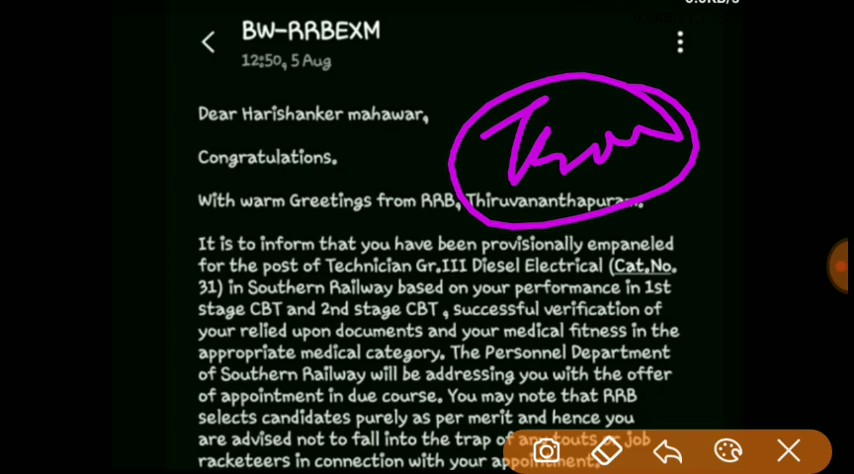 BW-RRBEXM
12:50, 5 Aug
Dear Harishanker mahawar,
Congratulations.
With warm Greetings from RRB, Thiruvananthapuram.
It is to inform that you have been provisionally empaneled
for the post of Technician Gr.III Diesel Electrical (Cat.No.
31) in Southern Railway based on your performance in 1st
stage CBT and 2nd stage CBT , successful verification of
your relied upon documents and your medical fitness in the
appropriate medical category. The Personnel Department
of Southern Railway will be addressing you with the offer
of appointment in due course. You may note that RRB
selects candidates purely as per merit and hence you
are advised not to fall into the trap of any touts or job
racketeers in connection with your appointment.